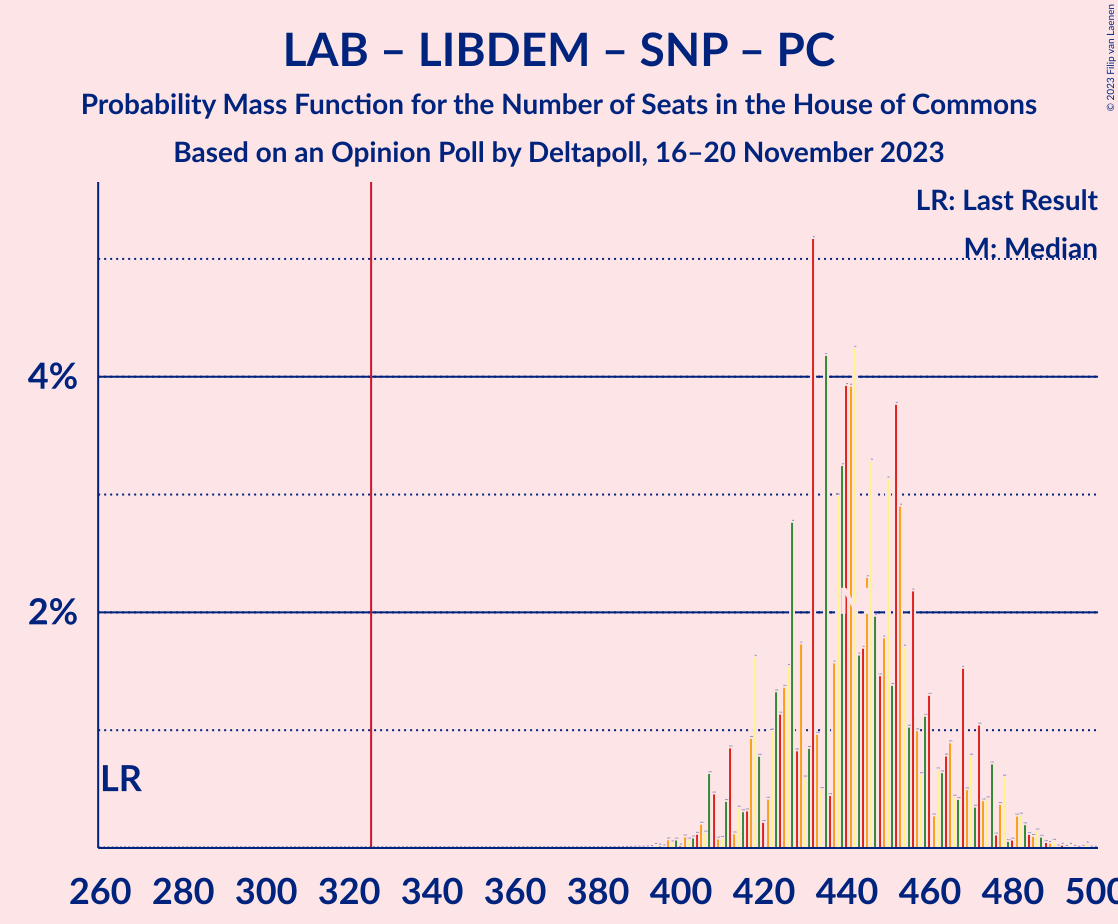 LAB – LIBDEM – SNP – PC
Probability Mass Function for the Number of Seats in the House of Commons
Based on an Opinion Poll by Deltapoll, 16–20 November 2023
© 2023 Filip van Laenen
LR: Last Result
M: Median
4%
2%
LR
260 280 300 320 340 360 380 400 420 440 460 480 500